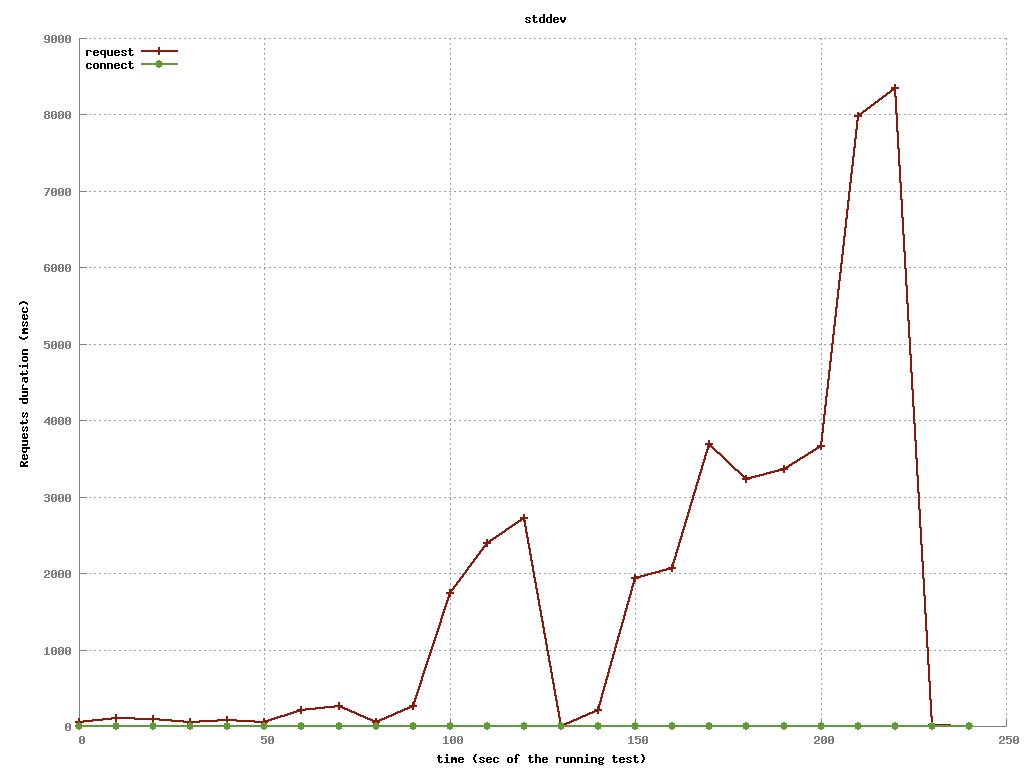 stddev
request
connect
9000
8000
7000
6000
5000
4000
3000
2000
1000
0
Requests duration (msec)
0 50 100 150 200 250
time (sec of the running test)